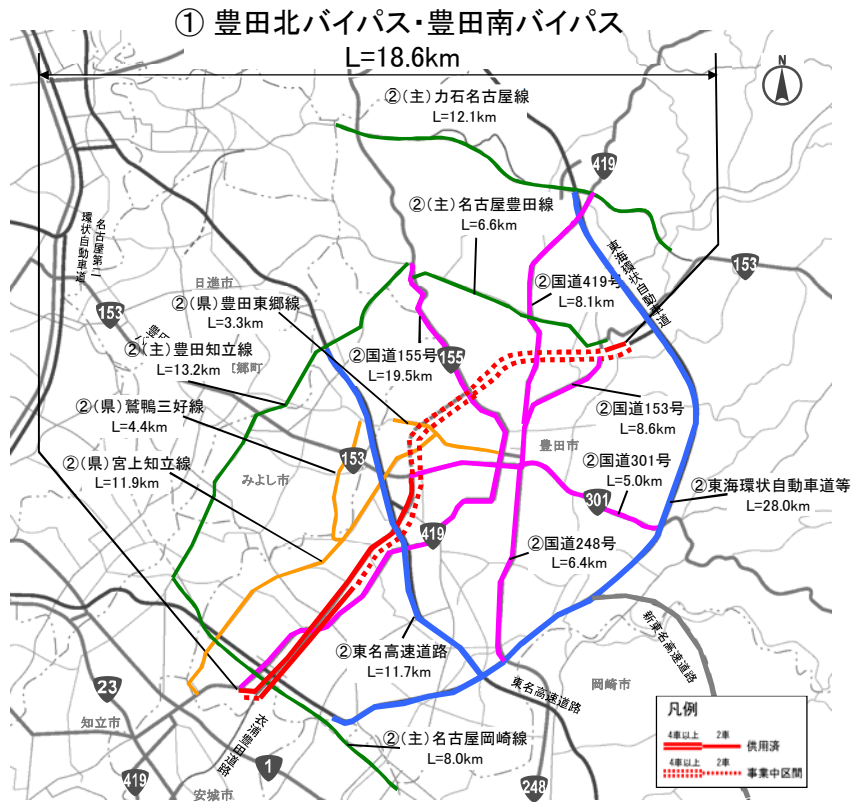 ① 豊田北バイパス・豊田南バイパス
L=18.6km
N
②(主)力石名古屋線
L=12.1km
419
②(主)名古屋豊田線
L=6.6km
名古屋第二
環状自動車道
東海環状自動車道
153
日進市
②国道419号
L=8.1km
②(県)豊田東郷線
L=3.3km
153
②(主)豊田知立線
L=13.2km
郷町
②国道155号
L=19.5km
155
②(県)鷲鴨三好線
L=4.4km
②国道153号
L=8.6km
豊田市
153
②(県)宮上知立線
L=11.9km
みよし市
②国道301号
L=5.0km
301
②東海環状自動車道等
L=28.0km
419
②国道248号
L=6.4km
②東名高速道路
L=11.7km
新東名高速道路
東名高速道路
岡崎市
23
知立市
衣浦豊田道路
②(主)名古屋岡崎線
L=8.0km
1
419
安城市
248
凡例
4車以上 2車
供用済
4車以上 2車
事業中区間